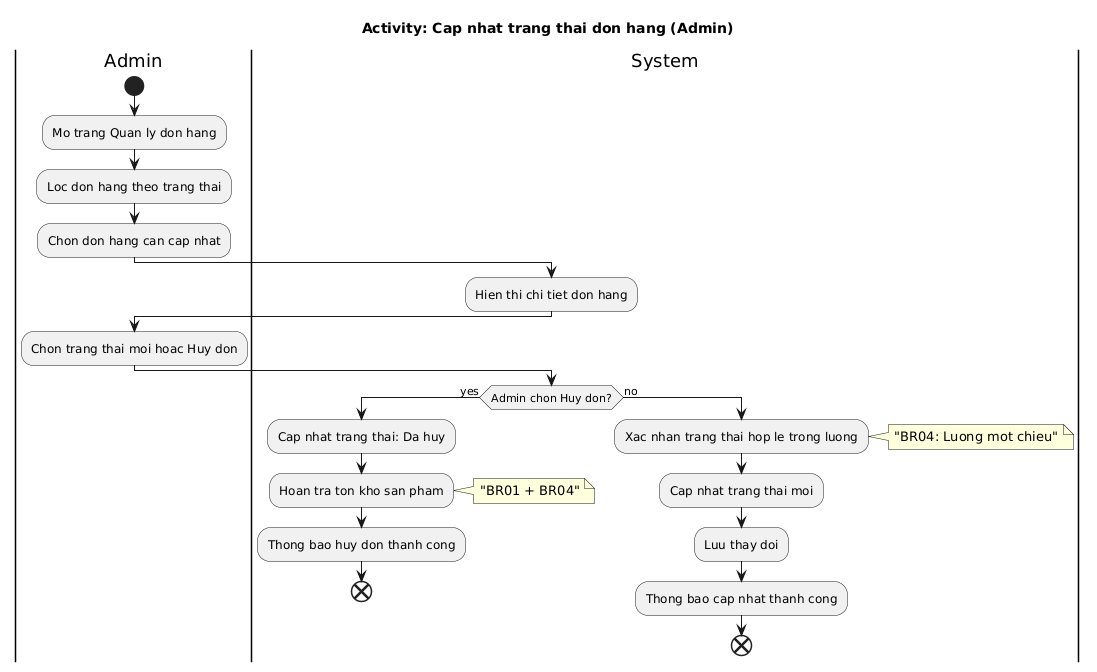 Activity: Cap nhat trang thai don hang (Admin)
Admin
System
Mo trang Quan ly don hang
Loc don hang theo trang thai
Chon don hang can cap nhat
Hien thi chi tiet don hang
Chon trang thai moi hoac Huy don
yes
Admin chon Huy don?
no
Cap nhat trang thai: Da huy
Xac nhan trang thai hop le trong luong
"BR04: Luong mot chieu"
Hoan tra ton kho san pham
"BR01 + BR04"
Cap nhat trang thai moi
Thong bao huy don thanh cong
Luu thay doi
Thong bao cap nhat thanh cong